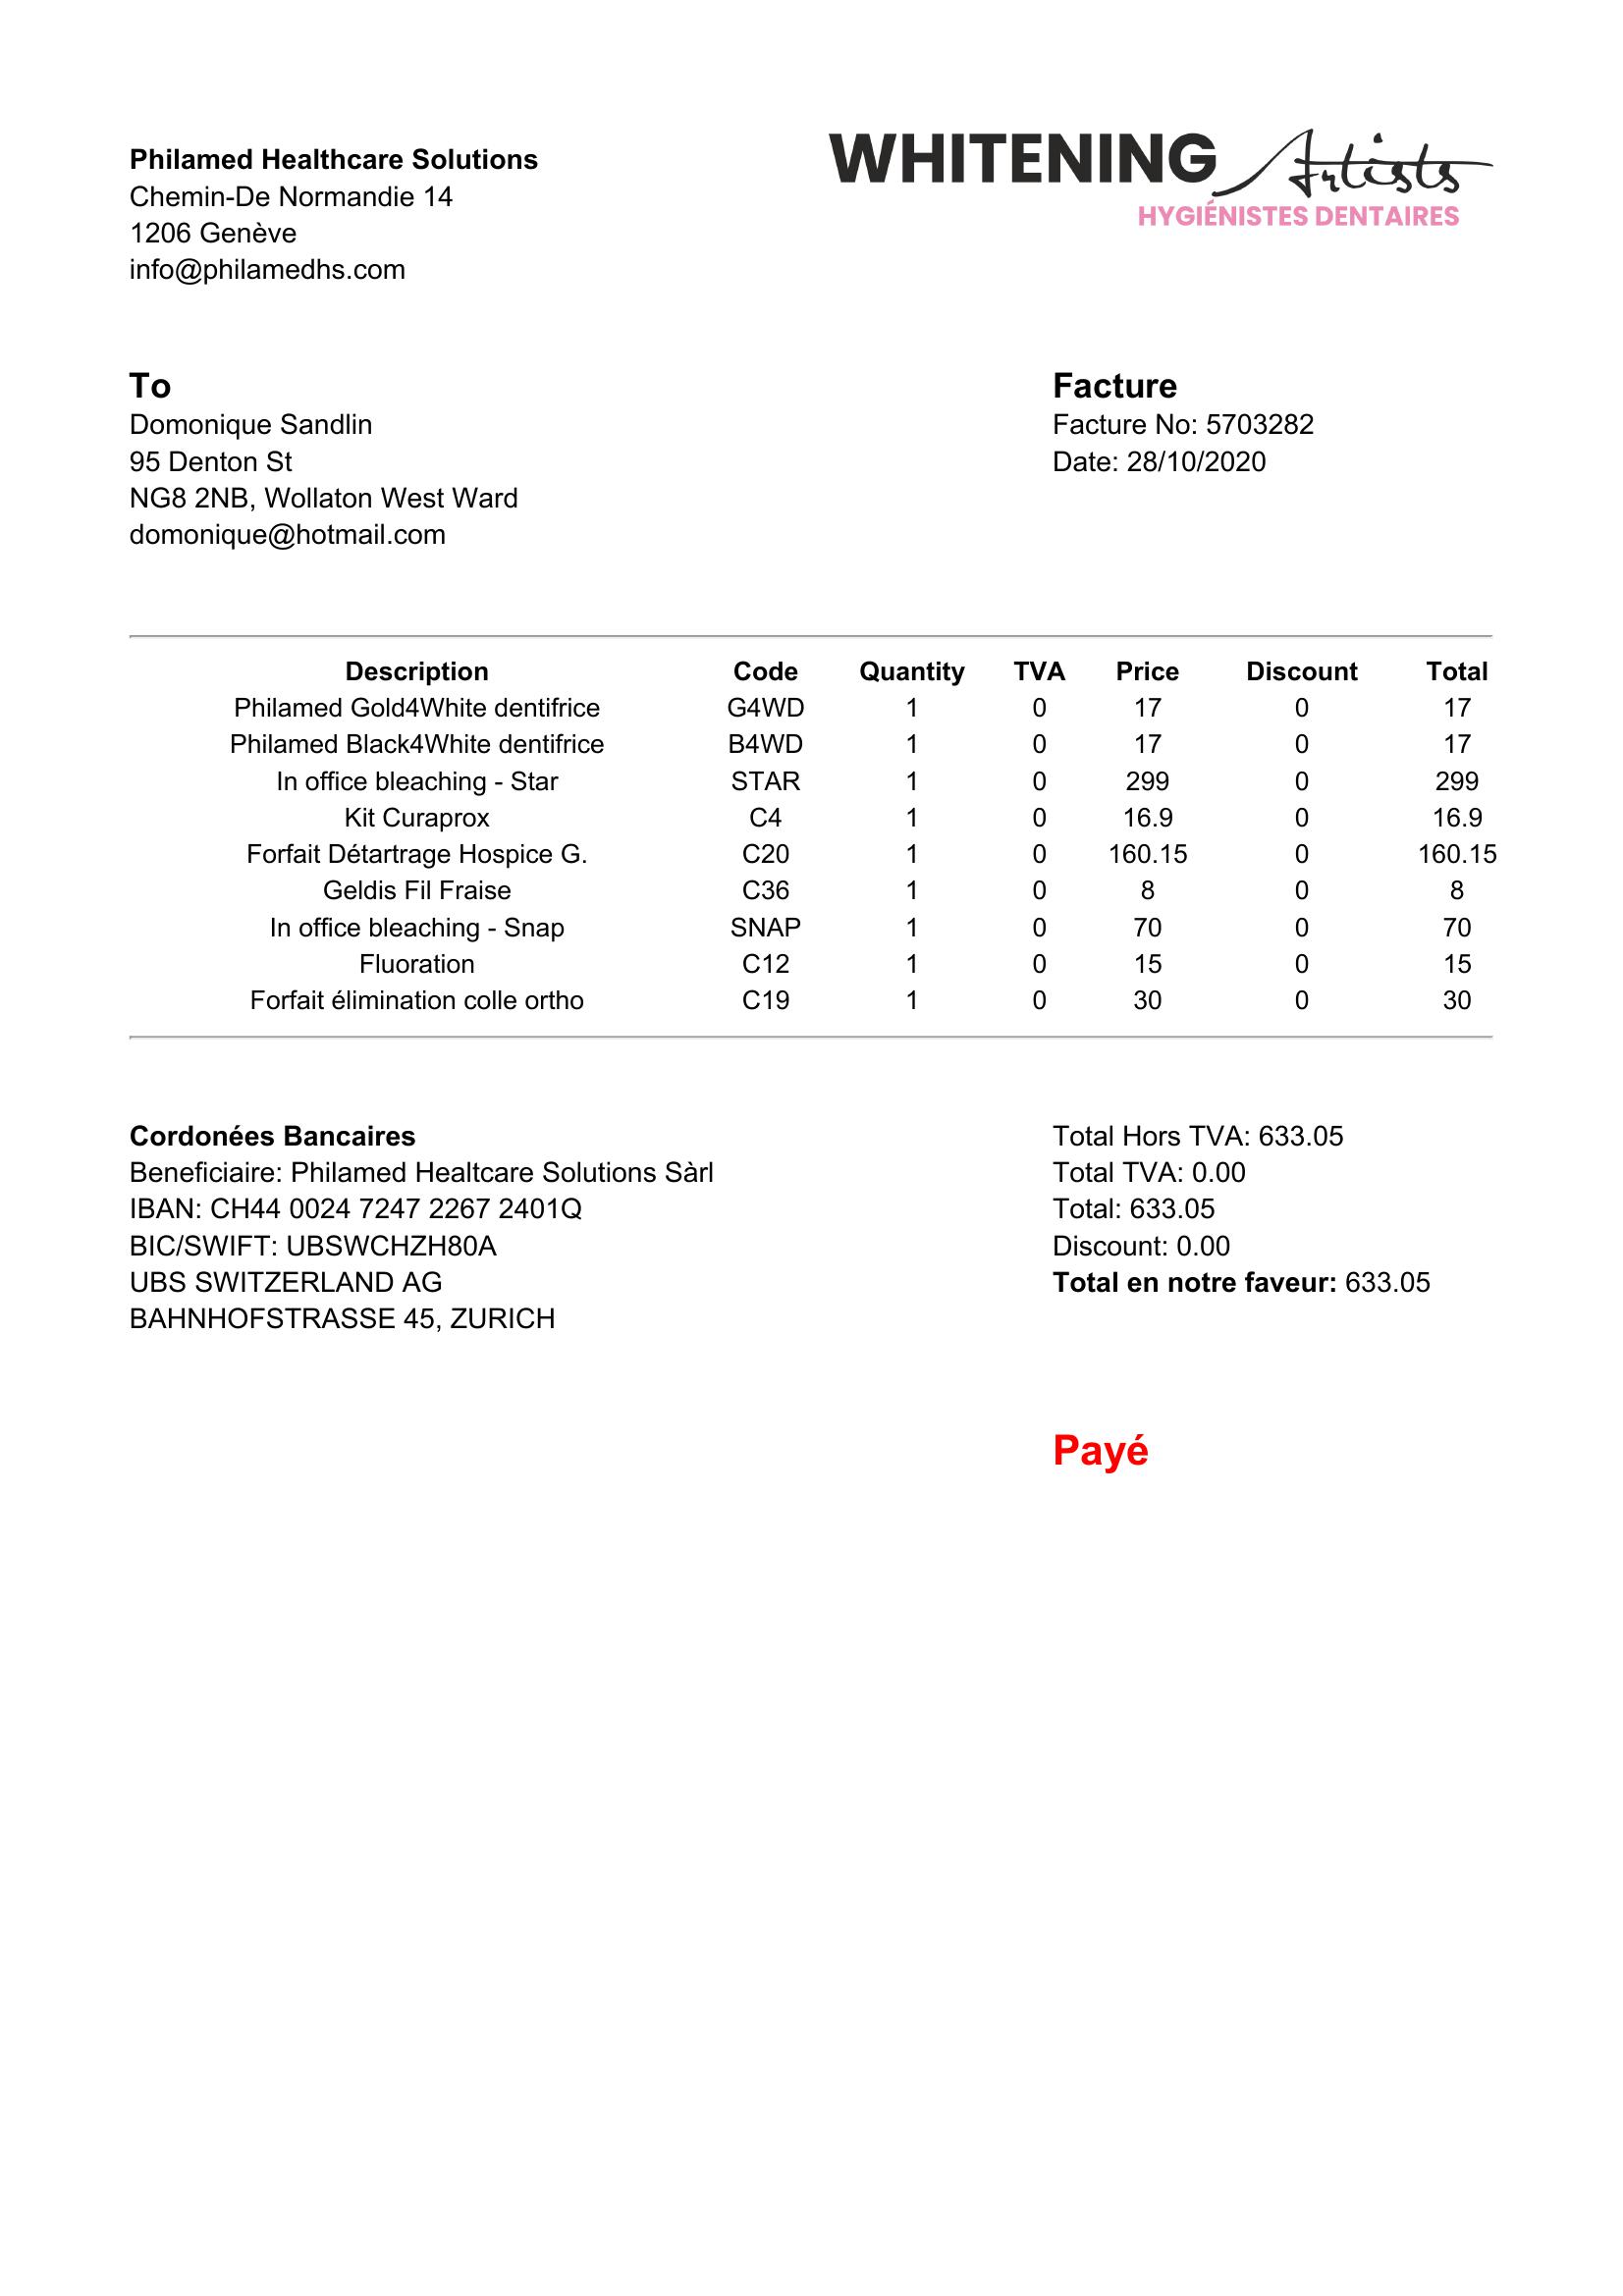 Philamed Healthcare Solutions
Chemin-De Normandie 14
1206 Genève
info@philamedhs.com
WHITENING Artists
HYGIÉNISTES DENTAIRES
To
Domonique Sandlin
95 Denton St
NG8 2NB, Wollaton West Ward
domonique@hotmail.com
Facture
Facture No: 5703282
Date: 28/10/2020
Description Code Quantity TVA Price Discount Total
Philamed Gold4White dentifrice G4WD 1 0 17 0 17
Philamed Black4White dentifrice B4WD 1 0 17 0 17
In office bleaching - Star STAR 1 0 299 0 299
Kit Curaprox C4 1 0 16.9 0 16.9
Forfait Détartrage Hospice G. C20 1 0 160.15 0 160.15
Geldis Fil Fraise C36 1 0 8 0 8
In office bleaching - Snap SNAP 1 0 70 0 70
Fluoration C12 1 0 15 0 15
Forfait élimination colle ortho C19 1 0 30 0 30
Cordonées Bancaires
Beneficiaire: Philamed Healtcare Solutions Sàrl
IBAN: CH44 0024 7247 2267 2401Q
BIC/SWIFT: UBSWCHZH80A
UBS SWITZERLAND AG
BAHNHOFSTRASSE 45, ZURICH
Total Hors TVA: 633.05
Total TVA: 0.00
Total: 633.05
Discount: 0.00
Total en notre faveur: 633.05
Payé